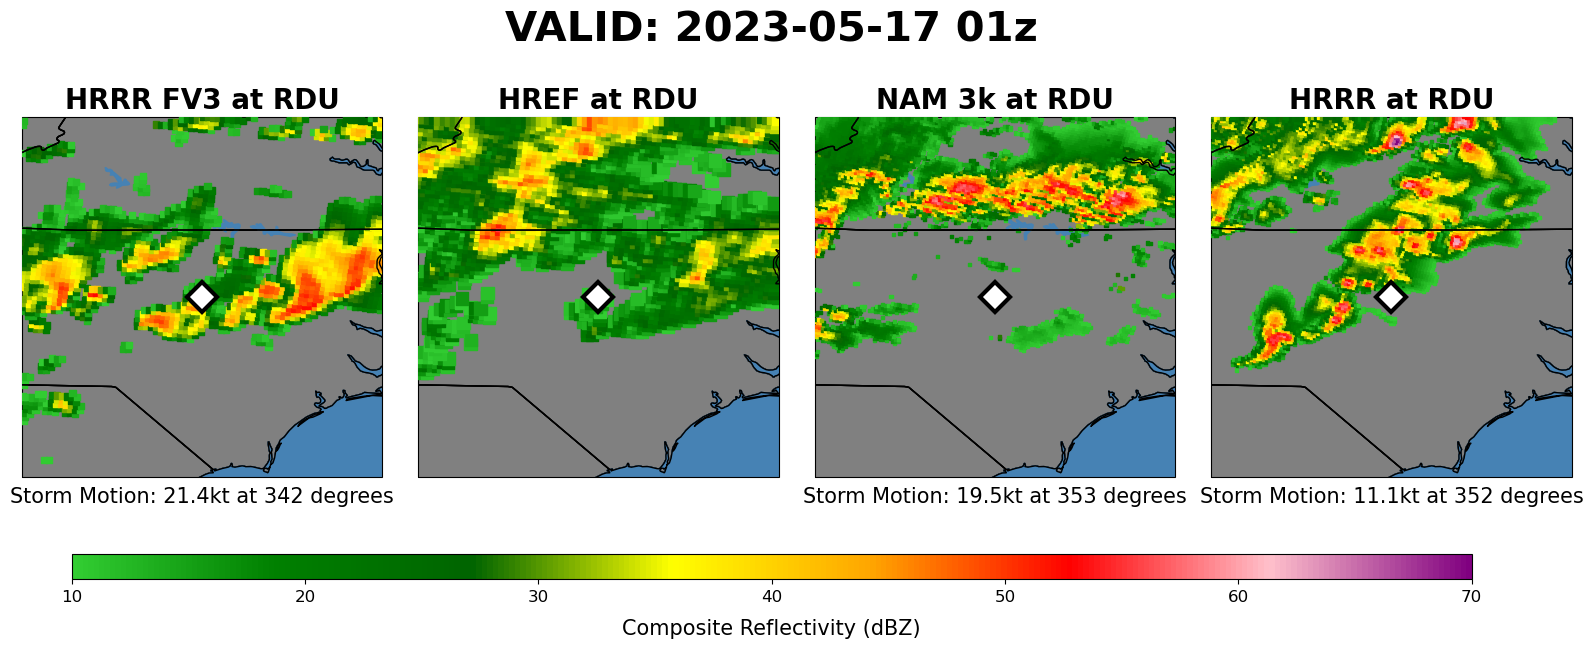 VALID: 2023-05-17 01z
HRRR FV3 at RDU
HREF at RDU
NAM 3k at RDU
HRRR at RDU
Storm Motion: 21.4kt at 342 degrees
Storm Motion: 19.5kt at 353 degrees
Storm Motion: 11.1kt at 352 degrees
10 20 30 40 50 60 70
Composite Reflectivity (dBZ)